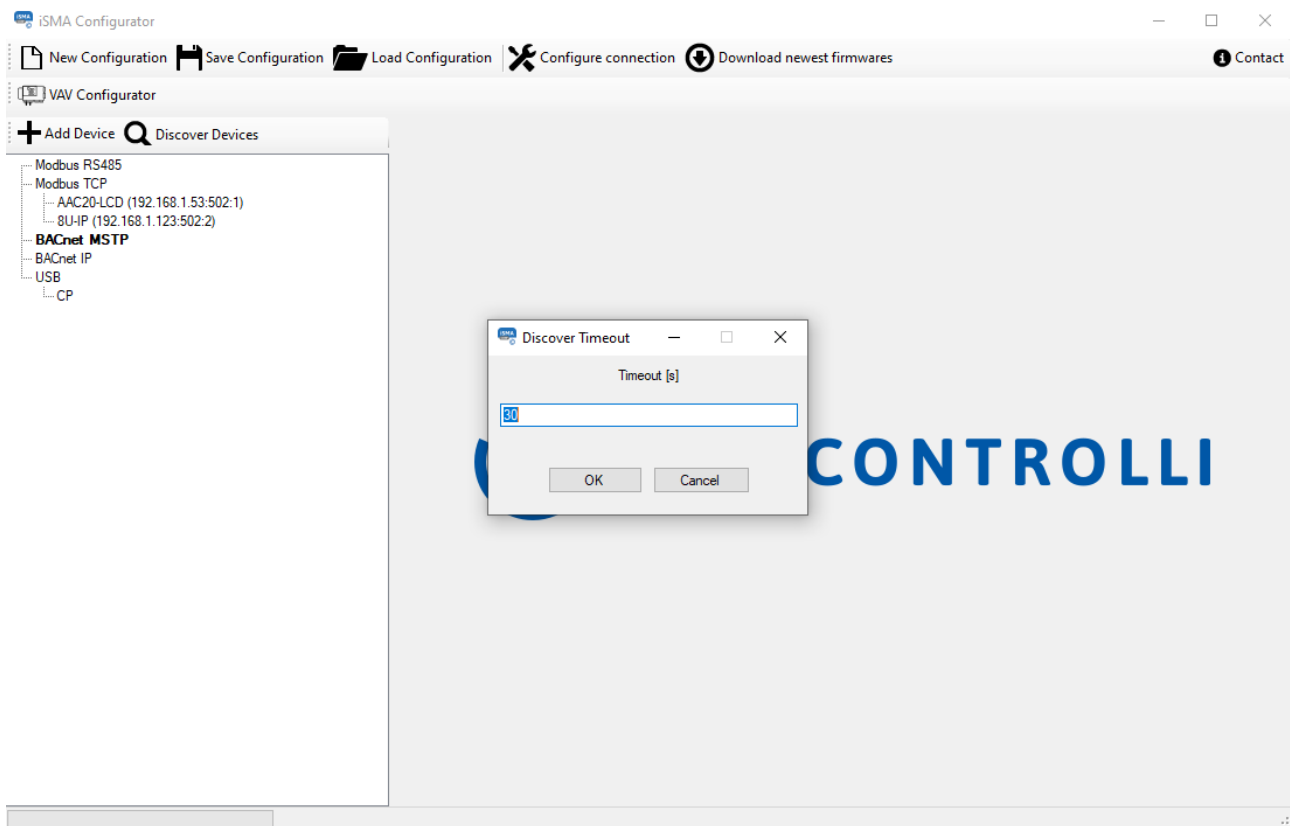 iSMA Configurator
New Configuration Save Configuration Load Configuration Configure connection Download newest firmwares Contact
VAV Configurator
Add Device Discover Devices
Modbus RS485
Modbus TCP
AAC20-LCD (192.168.1.53:502:1)
8U-IP (192.168.1.123:502:2)
BACnet MSTP
BACnet IP
USB
CP
Discover Timeout
Timeout [s]
30
OK Cancel
CONTROLLI